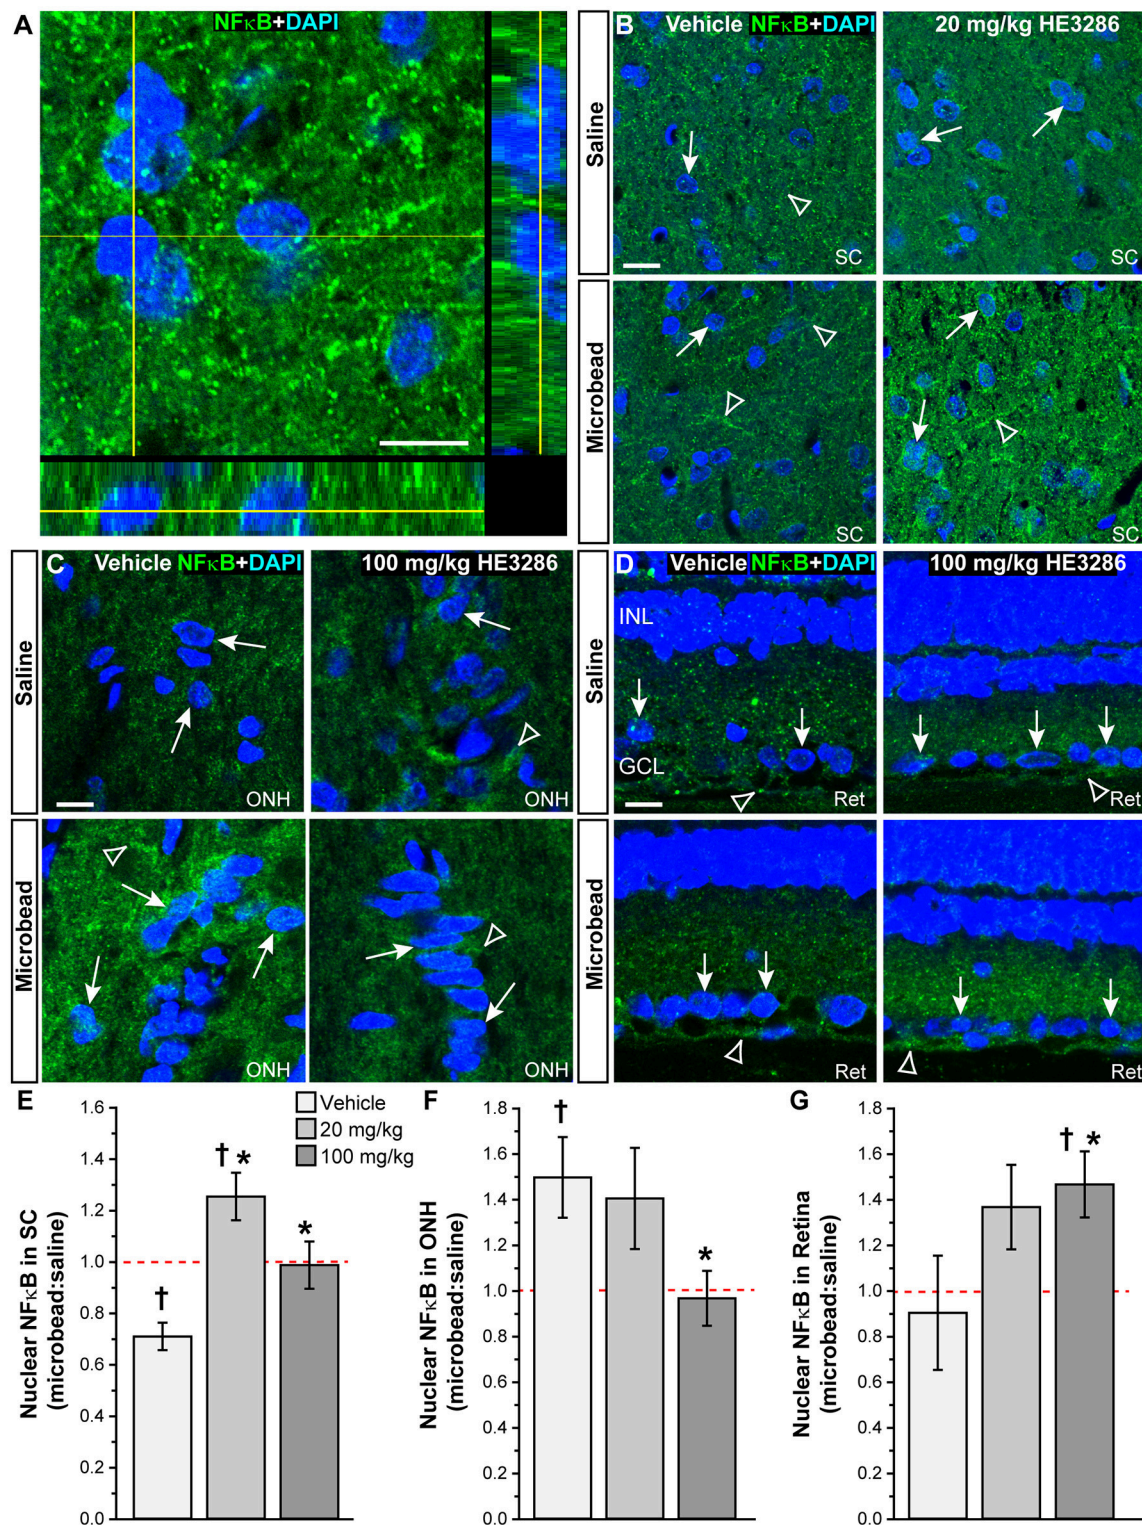 A
NFκB+DAPI
B
Vehicle NFκB+DAPI
20 mg/kg HE3286
Saline
SC
SC
Microbead
SC
SC
C
Vehicle NFκB+DAPI
100 mg/kg HE3286
Saline
ONH
ONH
Microbead
ONH
ONH
D
Vehicle NFκB+DAPI
100 mg/kg HE3286
Saline
INL
GCL
Ret
Ret
Microbead
Ret
Ret
E
Nuclear NFκB in SC
(microbead:saline)
1.6
1.4
1.2
1.0
0.8
0.6
0.4
0.2
0.0
†
† *
*
Vehicle
20 mg/kg
100 mg/kg
F
Nuclear NFκB in ONH
(microbead:saline)
1.8
1.6
1.4
1.2
1.0
0.8
0.6
0.4
0.2
0.0
†
*
G
Nuclear NFκB in Retina
(microbead:saline)
1.8
1.6
1.4
1.2
1.0
0.8
0.6
0.4
0.2
0.0
† *